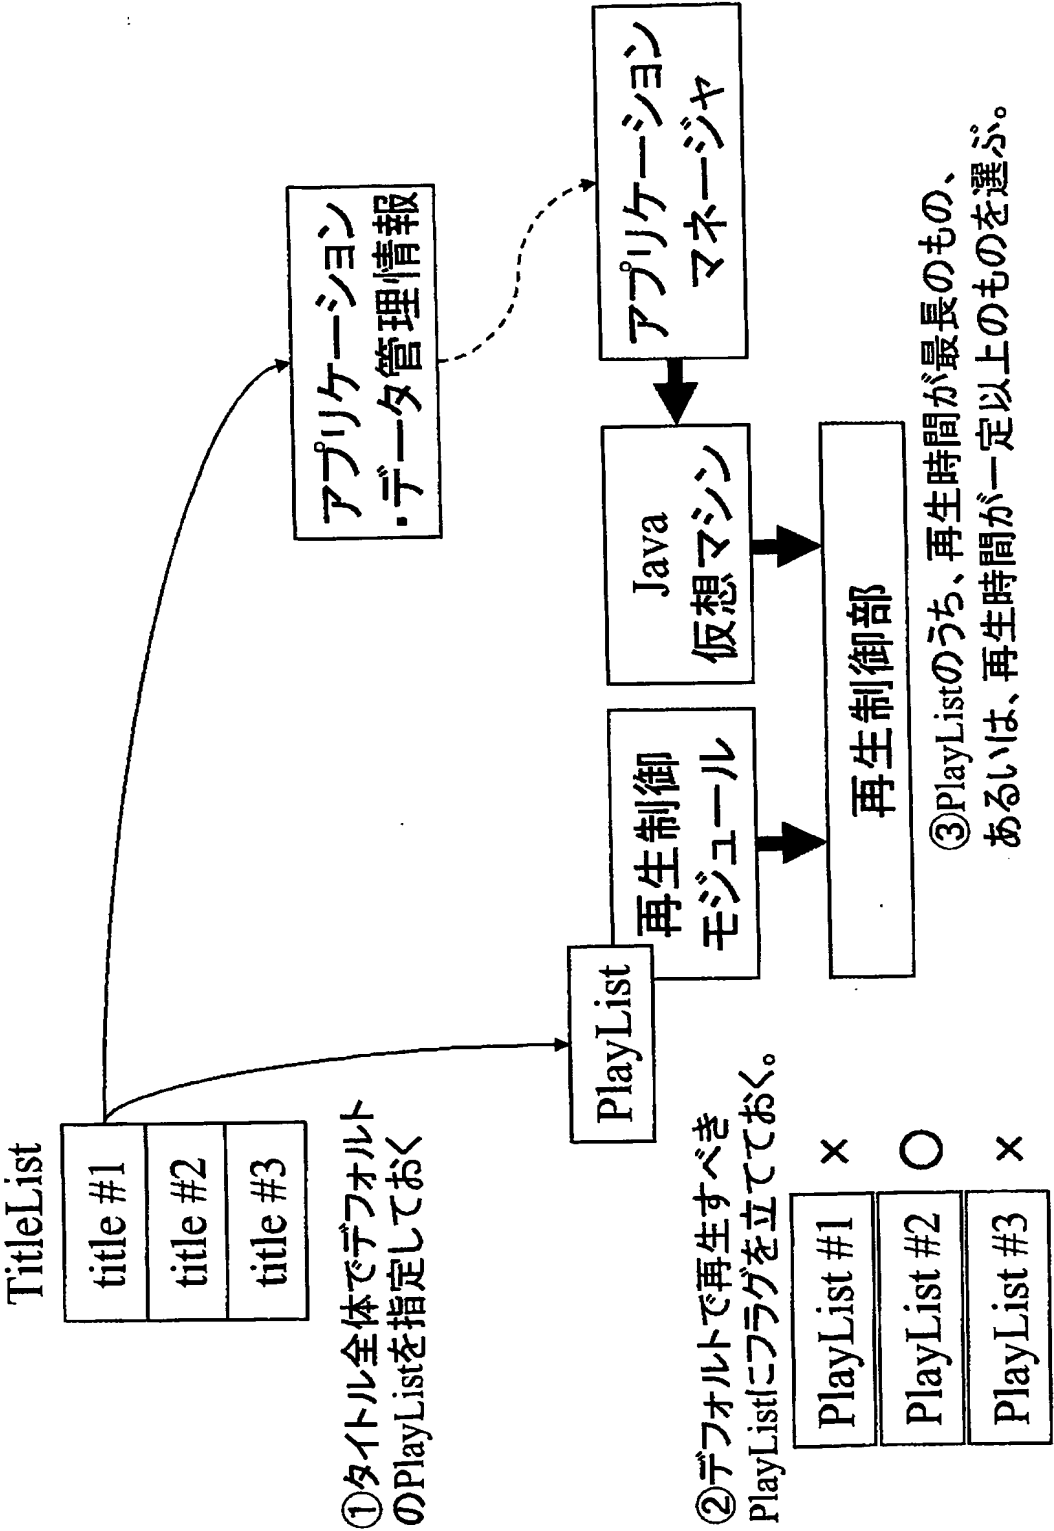 TitleList
title #1
title #2
title #3
①タイトル全体でデフォルト
のPlayListを指定しておく
アプリケーション
・データ管理情報
PlayList
再生制御
モジュール
Java
仮想マシン
アプリケーション
マネージャ
再生制御部
②デフォルトで再生すべき
PlayListにフラグを立てておく。
PlayList #1 ×
PlayList #2 ○
PlayList #3 ×
③PlayListのうち、再生時間が最長のもの、
あるいは、再生時間が一定以上のものを選ぶ。